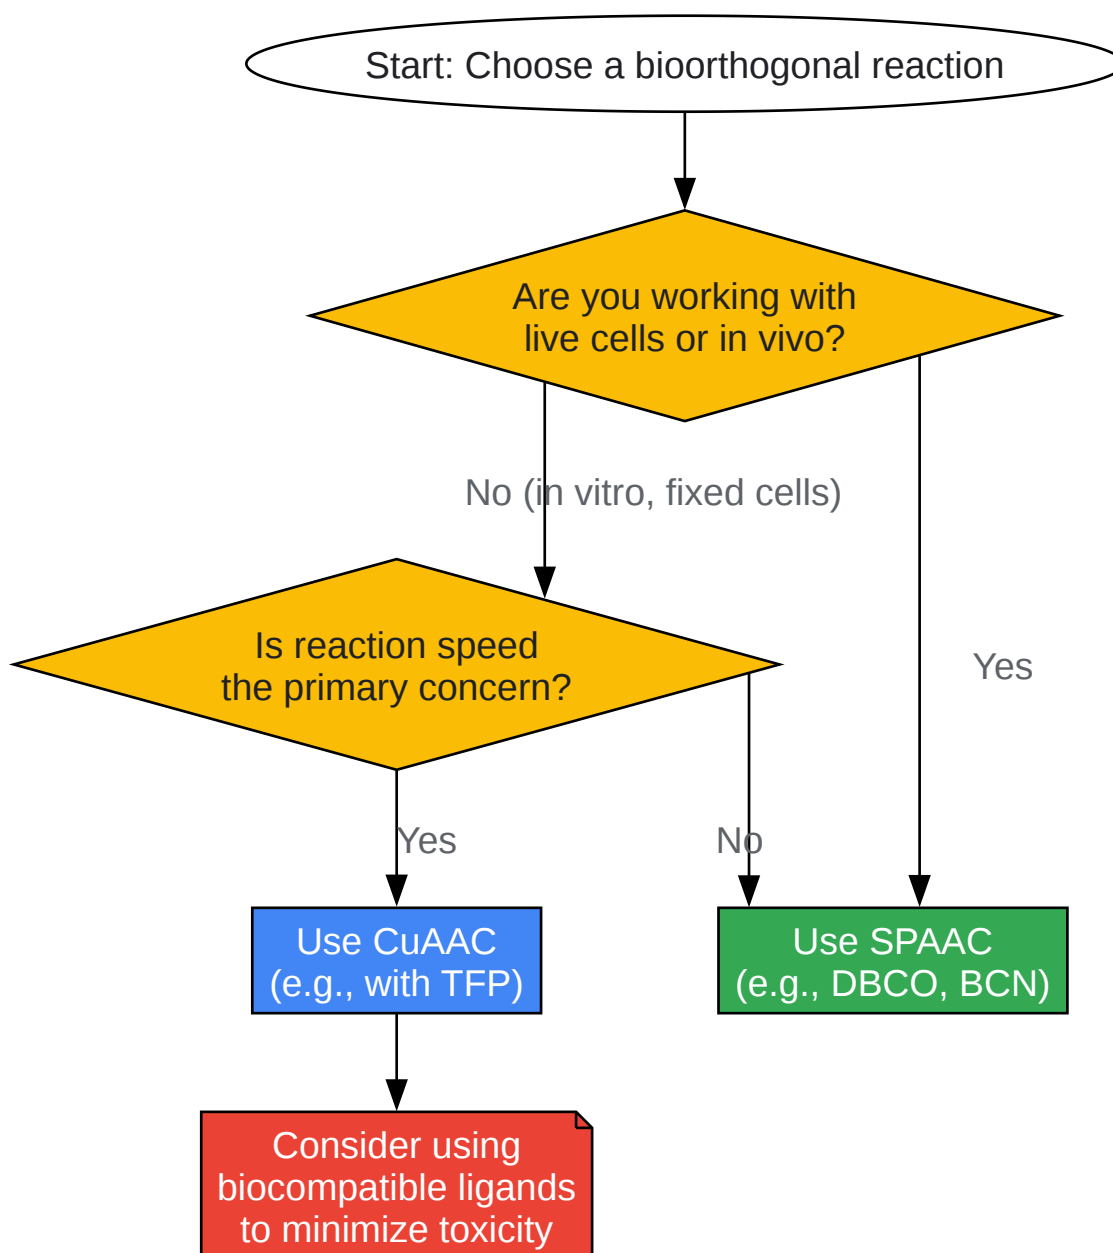 Start: Choose a bioorthogonal reaction
Are you working with
live cells or in vivo?
No (in vitro, fixed cells)
Is reaction speed
the primary concern?
Yes
Yes
No
Use CuAAC
(e.g., with TFP)
Use SPAAC
(e.g., DBCO, BCN)
Consider using
biocompatible ligands
to minimize toxicity